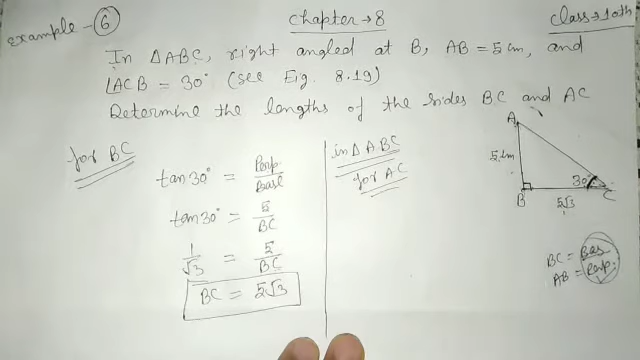 Example - 6
Chapter → 8
Class → 10th
In ΔABC, right angled at B, AB = 5 cm, and
∠ACB = 30° (see Fig. 8.19)
Determine the lengths of the sides BC and AC
for BC
tan 30° = Perp / Base
tan 30° = 5 / BC
1 / √3 = 5 / BC
BC = 5√3
in Δ ABC
for AC
A
5 cm
30°
B
5√3
C
BC = Bas
AB = Perp.